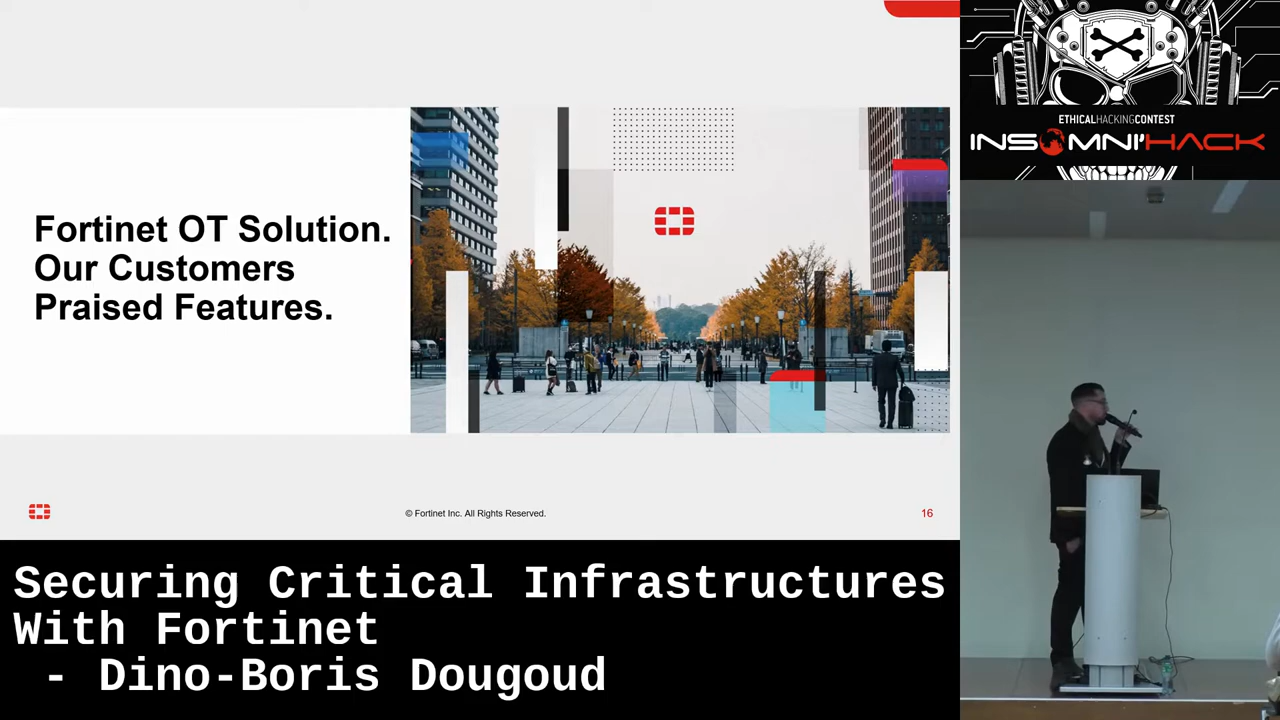 Fortinet OT Solution.
Our Customers
Praised Features.
© Fortinet Inc. All Rights Reserved.
16
ETHICALHACKINGCONTEST
INSOMNI'HACK
Securing Critical Infrastructures
With Fortinet
- Dino-Boris Dougoud